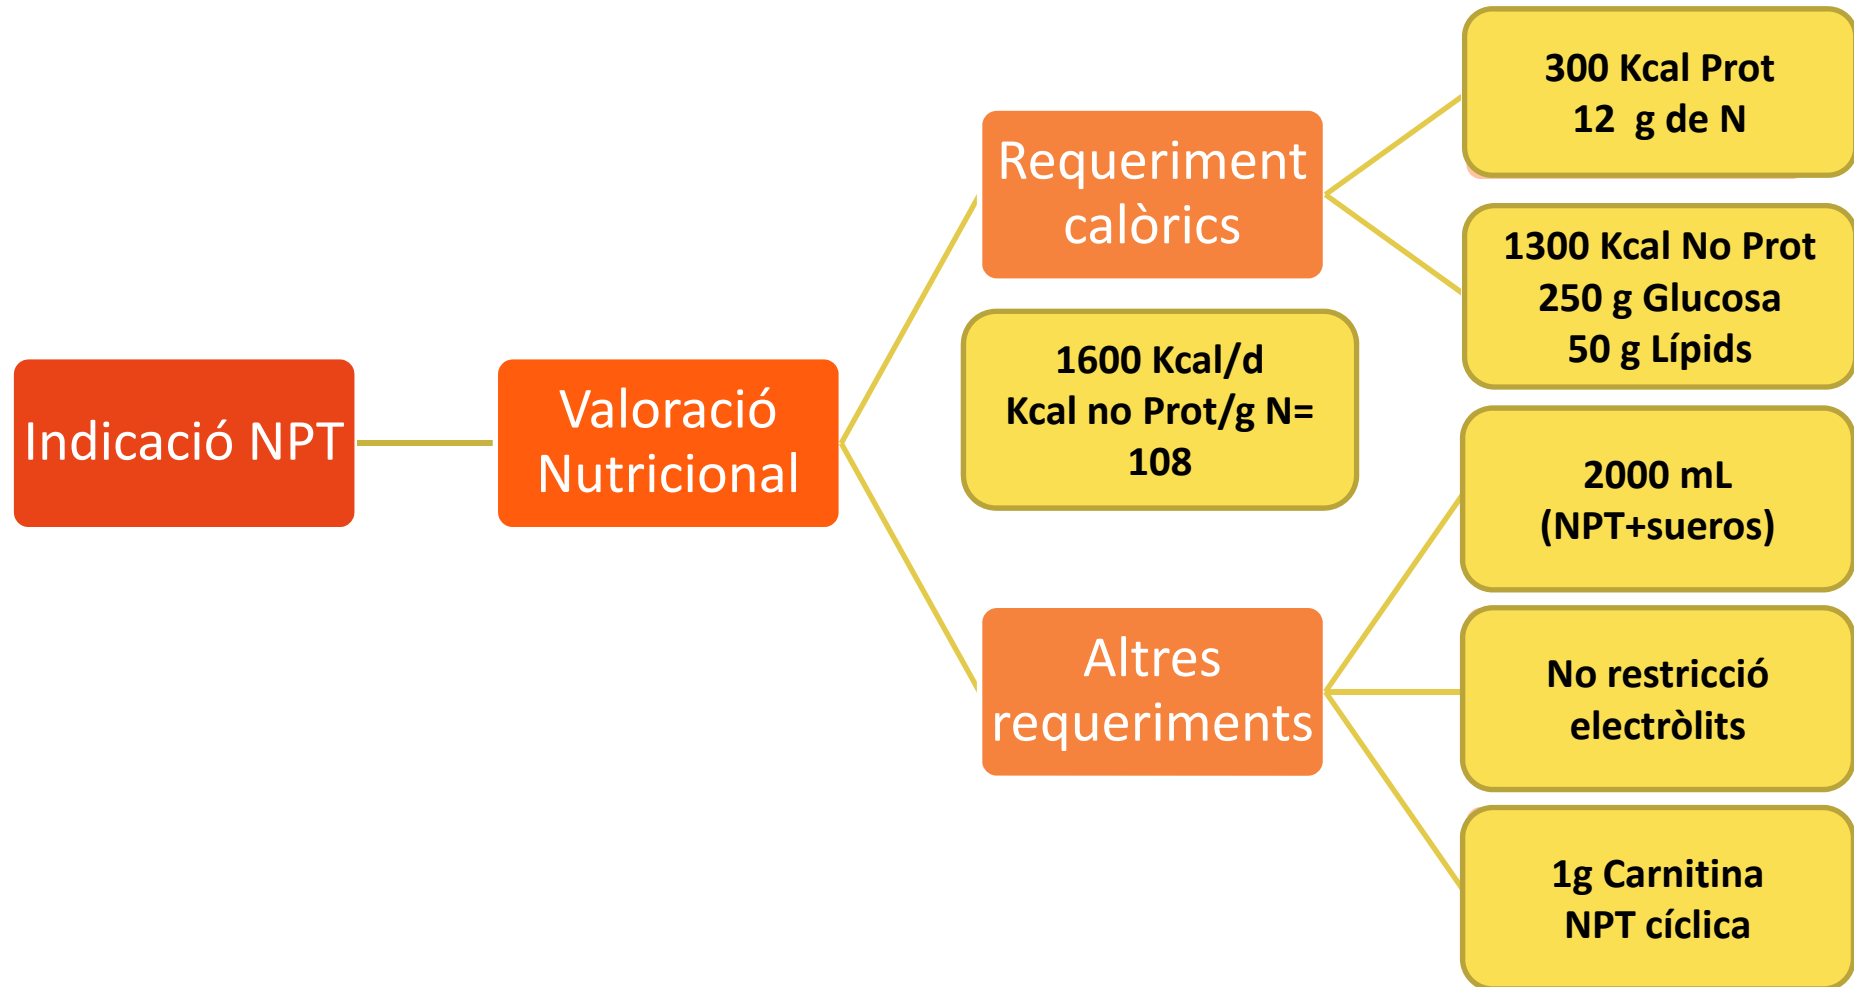 Indicació NPT
Valoració
Nutricional
Requeriment
calòrics
1600 Kcal/d
Kcal no Prot/g N=
108
Altres
requeriments
300 Kcal Prot
12 g de N
1300 Kcal No Prot
250 g Glucosa
50 g Lípids
2000 mL
(NPT+sueros)
No restricció
electròlits
1g Carnitina
NPT cíclica